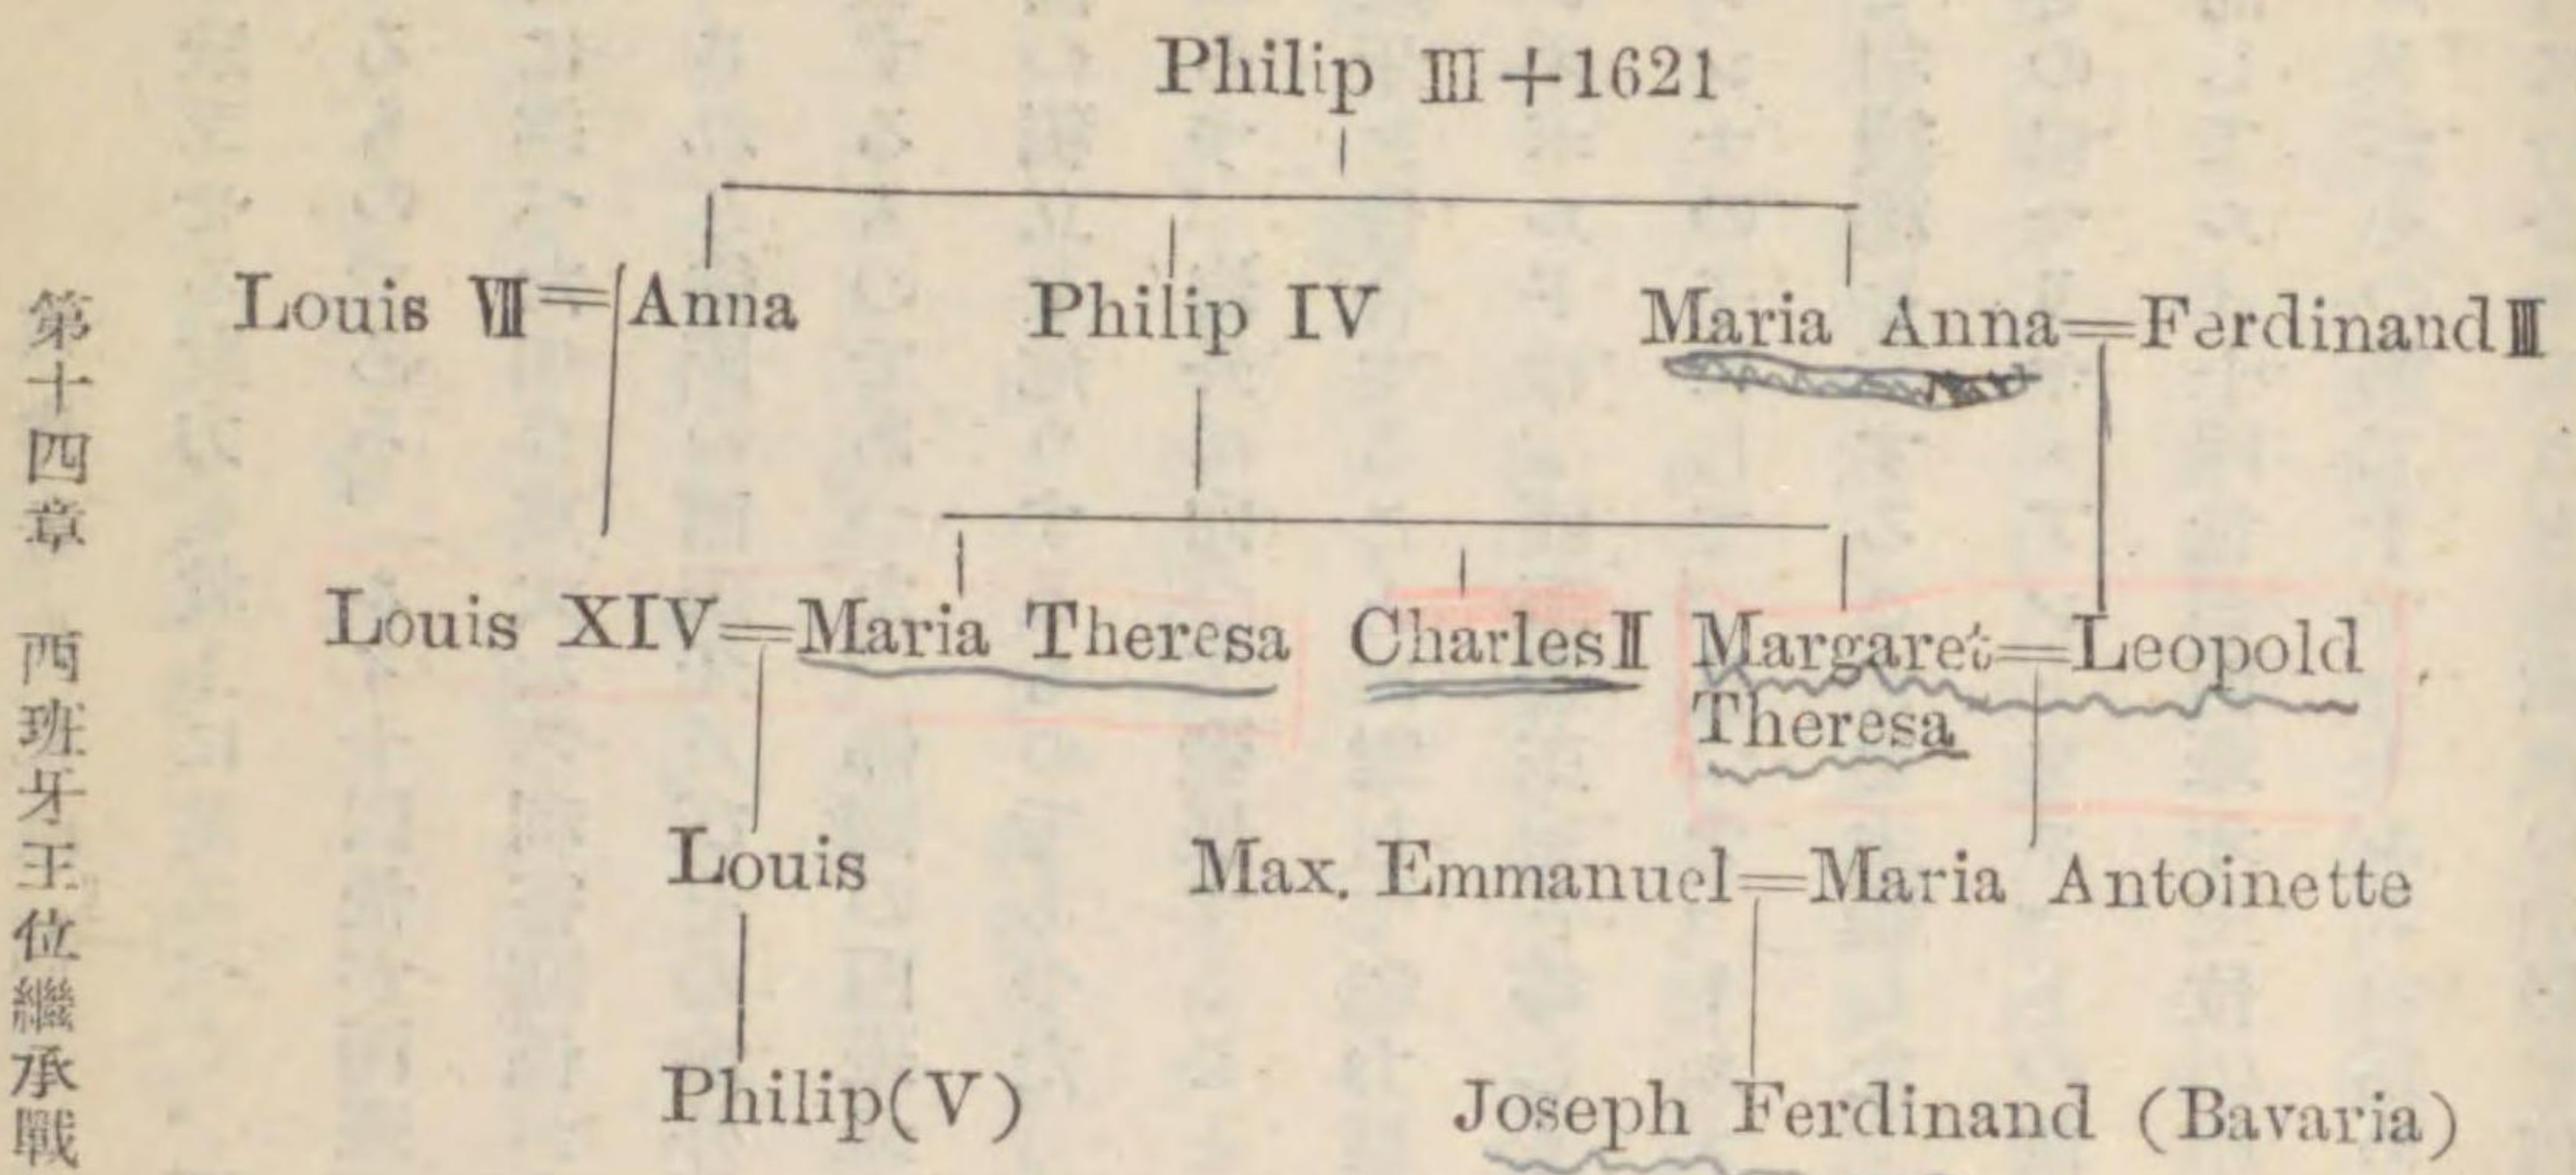 Philip III+1621
Louis VII=Anna Philip IV Maria Anna=Ferdinand III
Louis XIV=Maria Theresa Charles II Margaret=Leopold
Theresa
Louis Max. Emmanuel=Maria Antoinette
Philip(V) Joseph Ferdinand (Bavaria)
第十四章 西班牙王位繼承戰